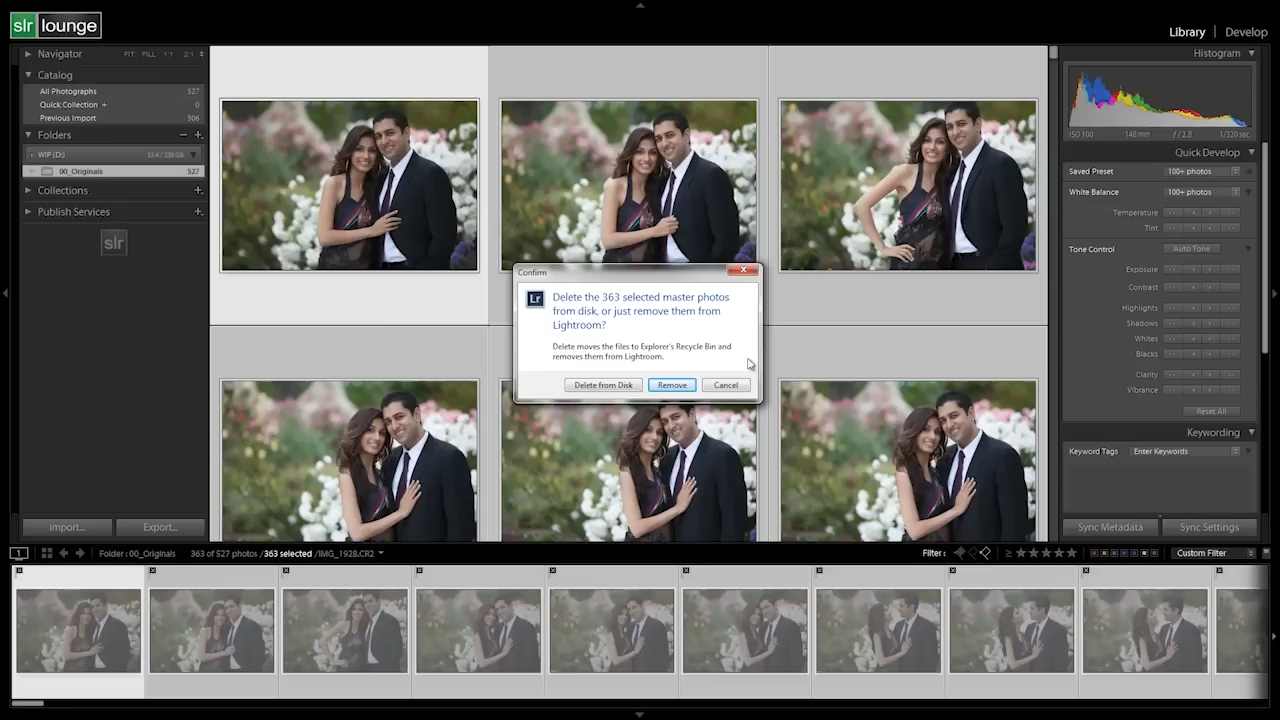 slr lounge
Library | Develop
Navigator FIT FILL 1:1 2:1
Catalog
All Photographs 527
Quick Collection + 0
Previous Import 506
Folders
WIP (D:)
00_Originals 527
Collections
Publish Services
slr
Import... Export...
Histogram
ISO 100 148 mm f / 2.8 1/320 sec
Quick Develop
Saved Preset 100+ photos
White Balance 100+ photos
Temperature
Tint
Tone Control Auto Tone
Exposure
Contrast
Highlights
Shadows
Whites
Blacks
Clarity
Vibrance
Reset All
Keywording
Keyword Tags Enter Keywords
Sync Metadata Sync Settings
Confirm
Lr
Delete the 363 selected master photos
from disk, or just remove them from
Lightroom?
Delete moves the files to Explorer's Recycle Bin and
removes them from Lightroom.
Delete from Disk Remove Cancel
1 Folder : 00_Originals 363 of 527 photos / 363 selected / IMG_1928.CR2 Filter : ≥ Custom Filter